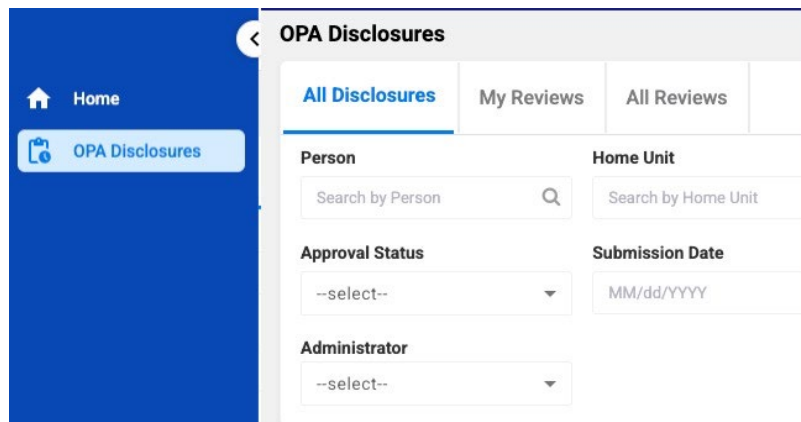 OPA Disclosures
Home
OPA Disclosures
All Disclosures My Reviews All Reviews
Person Home Unit
Search by Person Search by Home Unit
Approval Status Submission Date
--select-- MM/dd/YYYY
Administrator
--select--